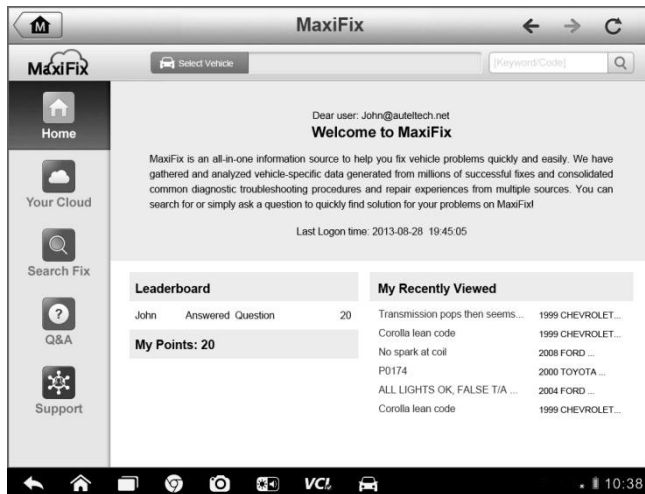 M
MaxiFix
MaxiFix
Select Vehicle
[Keyword/Code]
Home
Your Cloud
Search Fix
?
Q&A
Support
Dear user: John@auteltech.net
Welcome to MaxiFix
MaxiFix is an all-in-one information source to help you fix vehicle problems quickly and easily. We have
gathered and analyzed vehicle-specific data generated from millions of successful fixes and consolidated
common diagnostic troubleshooting procedures and repair experiences from multiple sources. You can
search for or simply ask a question to quickly find solution for your problems on MaxiFix!
Last Logon time: 2013-08-28 19:45:05
Leaderboard
John Answered Question 20
My Points: 20
My Recently Viewed
Transmission pops then seems... 1999 CHEVROLET...
Corolla lean code 1999 CHEVROLET...
No spark at coil 2008 FORD ...
P0174 2000 TOYOTA ...
ALL LIGHTS OK, FALSE T/A ... 2004 FORD ...
Corolla lean code 1999 CHEVROLET...
VCI
10:38